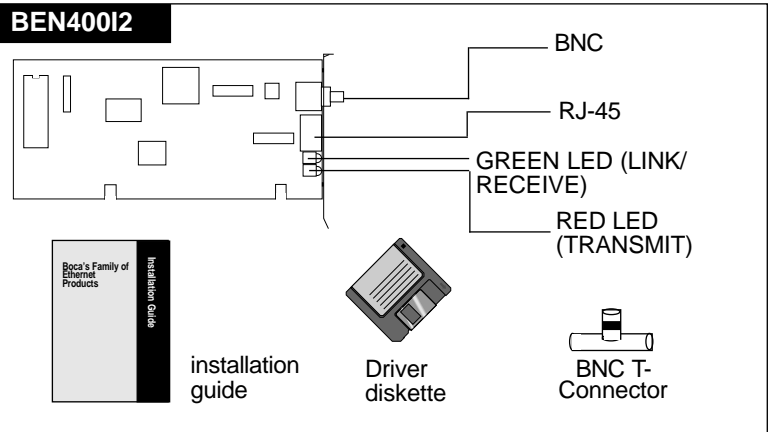 BEN400I2
BNC
RJ-45
GREEN LED (LINK/
RECEIVE)
RED LED
(TRANSMIT)
Boca's Family of
Ethernet
Products
Installation Guide
installation
guide
Driver
diskette
BNC T-
Connector